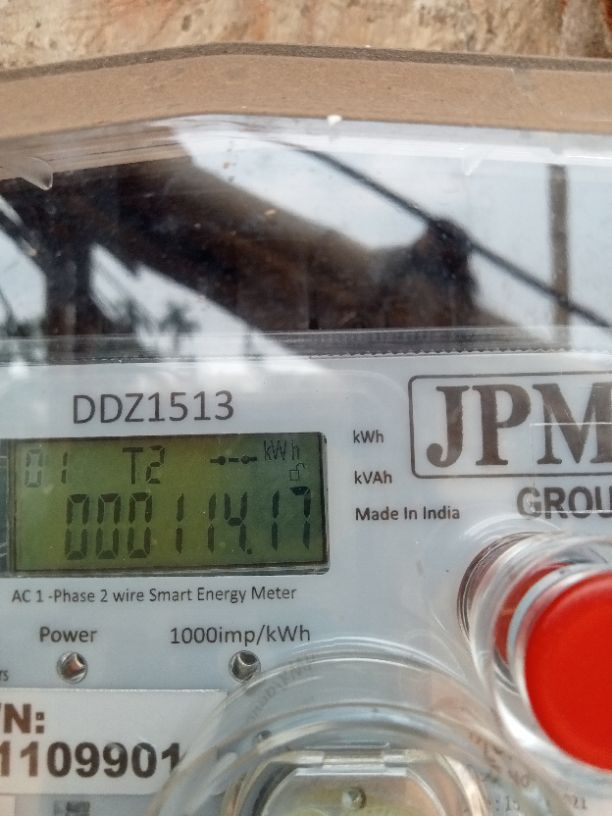 DDZ1513
JPM
GROU
kWh
kVAh
Made In India
01 T2 kWh
000114.17
AC 1 -Phase 2 wire Smart Energy Meter
Power
1000imp/kWh
N:
1109901